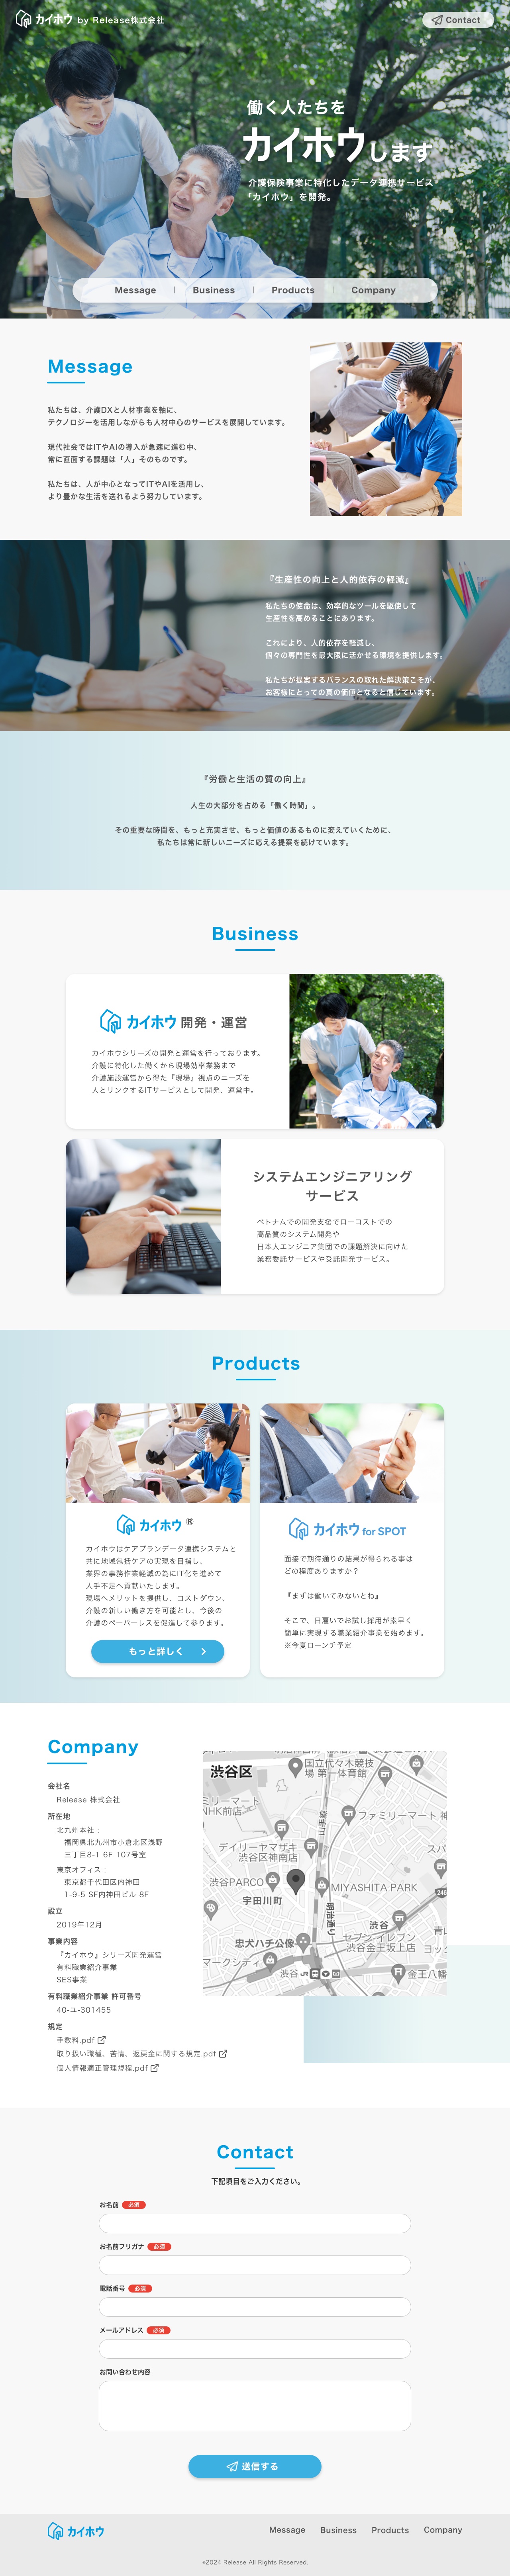 カイホウ by Release株式会社
Contact
働く人たちを
カイホウします
介護保険事業に特化したデータ連携サービス
「カイホウ」を開発。
Message
Business
Products
Company
Message
私たちは、介護DXと人材事業を軸に、
テクノロジーを活用しながらも人材中心のサービスを展開しています。
現代社会ではITやAIの導入が急速に進む中、
常に直面する課題は「人」そのものです。
私たちは、人が中心となってITやAIを活用し、
より豊かな生活を送れるよう努力しています。
『生産性の向上と人的依存の軽減』
私たちの使命は、効率的なツールを駆使して
生産性を高めることにあります。
これにより、人的依存を軽減し、
個々の専門性を最大限に活かせる環境を提供します。
私たちが提案するバランスの取れた解決策こそが、
お客様にとっての真の価値となると信じています。
『労働と生活の質の向上』
人生の大部分を占める「働く時間」。
その重要な時間を、もっと充実させ、もっと価値のあるものに変えていくために、
私たちは常に新しいニーズに応える提案を続けています。
Business
カイホウ 開発・運営
カイホウシリーズの開発と運営を行っております。
介護に特化した働くから現場効率業務まで
介護施設運営から得た『現場』視点のニーズを
人とリンクするITサービスとして開発、運営中。
システムエンジニアリング
サービス
ベトナムでの開発支援でローコストでの
高品質のシステム開発や
日本人エンジニア集団での課題解決に向けた
業務委託サービスや受託開発サービス。
Products
カイホウ ®
カイホウはケアプランデータ連携システムと
共に地域包括ケアの実現を目指し、
業界の事務作業軽減の為にIT化を進めて
人手不足へ貢献いたします。
現場へメリットを提供し、コストダウン、
介護の新しい働き方を可能とし、今後の
介護のペーパーレスを促進して参ります。
もっと詳しく
カイホウ for SPOT
面接で期待通りの結果が得られる事は
どの程度ありますか？
『まずは働いてみないとね』
そこで、日雇いでお試し採用が素早く
簡単に実現する職業紹介事業を始めます。
※今夏ローンチ予定
Company
会社名
Release 株式会社
所在地
北九州本社：
福岡県北九州市小倉北区浅野
三丁目8-1 6F 107号室
東京オフィス：
東京都千代田区内神田
1-9-5 SF内神田ビル 8F
設立
2019年12月
事業内容
『カイホウ』シリーズ開発運営
有料職業紹介事業
SES事業
有料職業紹介事業 許可番号
40-ユ-301455
規定
手数料.pdf
取り扱い職種、苦情、返戻金に関する規定.pdf
個人情報適正管理規程.pdf
渋谷区
国立代々木競技
場 第一体育館
ミリーマート
NHK前店
山手線
ファミリーマート 神
デイリーヤマザキ
渋谷区神南店
スパ
渋谷PARCO
MIYASHITA PARK
246
宇田川町
明治通り
渋谷
青山
忠犬ハチ公像
セブン-イレブン
渋谷金王坂上店
ヨッ
マークシティ
渋谷
JR
金王八幡
Contact
下記項目をご入力ください。
お名前 必須
お名前フリガナ 必須
電話番号 必須
メールアドレス 必須
お問い合わせ内容
送信する
カイホウ
Message
Business
Products
Company
©2024 Release All Rights Reserved.